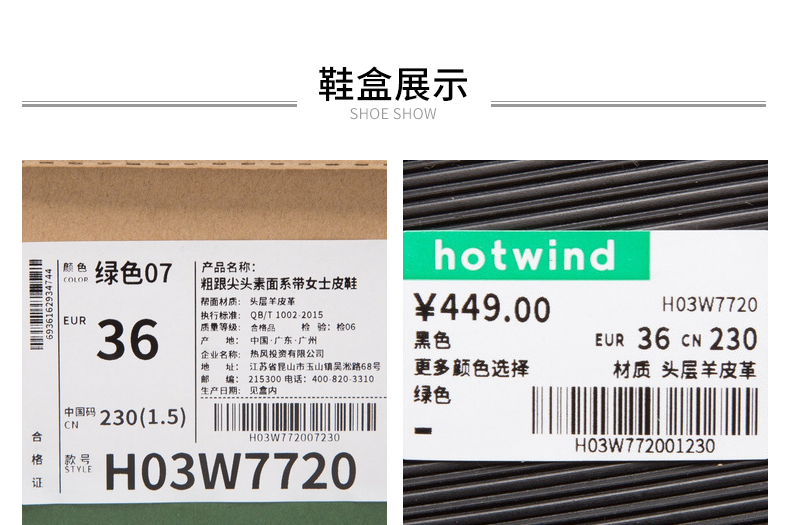 鞋盒展示
SHOE SHOW
6936162934744
颜色
COLOR
绿色07
EUR
36
中国码
CN
230(1.5)
合格证
款号
STYLE
H03W7720
产品名称：
粗跟尖头素面系带女士皮鞋
帮面材质： 头层羊皮革
执行标准： QB/T 1002-2015
质量等级： 合格品 检 验：检06
产 地： 中国·广东·广州
企业名称： 热风投资有限公司
地 址： 江苏省昆山市玉山镇吴淞路68号
邮 编： 215300 电话：400-820-3310
生产日期： 见盒内
H03W772007230
hotwind
¥449.00
H03W7720
黑色
EUR 36 CN 230
更多颜色选择
材质 头层羊皮革
绿色
H03W772001230